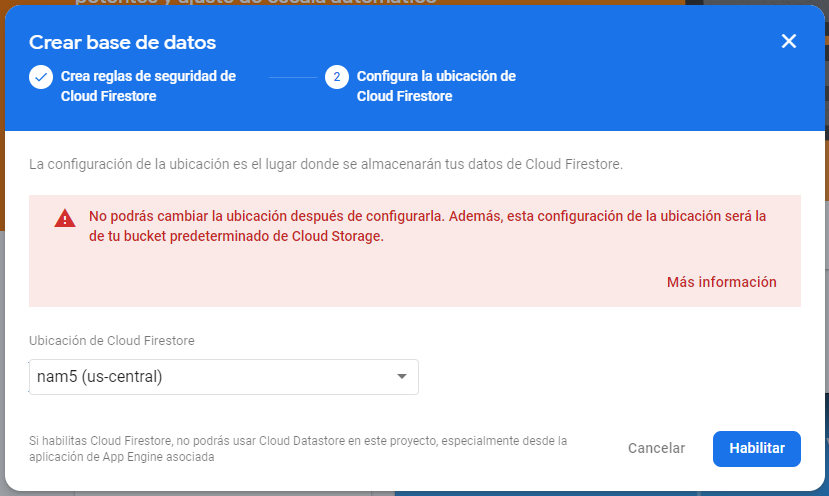 potentes y ajuste de escala automático
Crear base de datos
Crea reglas de seguridad de
Cloud Firestore
2
Configura la ubicación de
Cloud Firestore
La configuración de la ubicación es el lugar donde se almacenarán tus datos de Cloud Firestore.
No podrás cambiar la ubicación después de configurarla. Además, esta configuración de la ubicación será la
de tu bucket predeterminado de Cloud Storage.
Más información
Ubicación de Cloud Firestore
nam5 (us-central)
Si habilitas Cloud Firestore, no podrás usar Cloud Datastore en este proyecto, especialmente desde la
aplicación de App Engine asociada
Cancelar
Habilitar